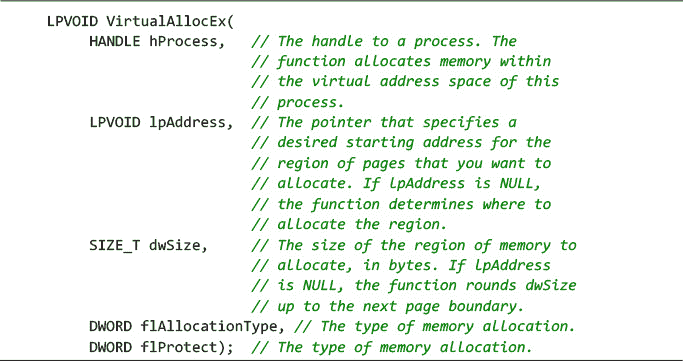 LPVOID VirtualAllocEx(
HANDLE hProcess, // The handle to a process. The
// function allocates memory within
// the virtual address space of this
// process.
LPVOID lpAddress, // The pointer that specifies a
// desired starting address for the
// region of pages that you want to
// allocate. If lpAddress is NULL,
// the function determines where to
// allocate the region.
SIZE_T dwSize, // The size of the region of memory to
// allocate, in bytes. If lpAddress
// is NULL, the function rounds dwSize
// up to the next page boundary.
DWORD flAllocationType, // The type of memory allocation.
DWORD flProtect); // The type of memory allocation.